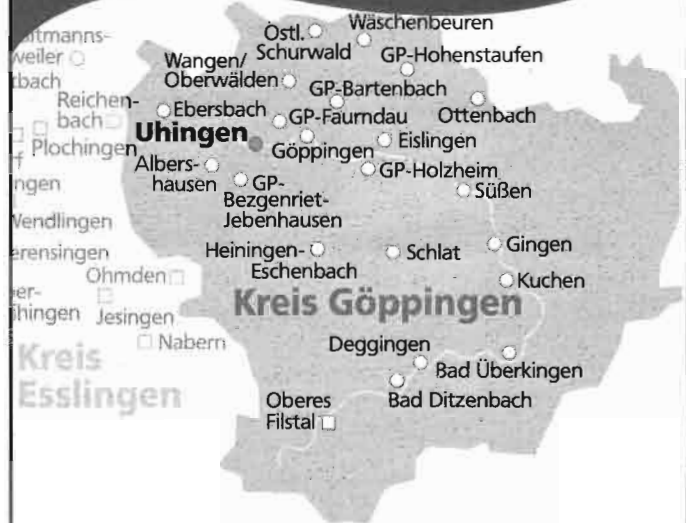 Östl.
Schurwald
Wäschenbeuren
weiler
GP-Hohenstaufen
Wangen/
Oberwälden
GP-Bartenbach
Ottenbach
Reichen-
bach
Ebersbach
GP-Faurndau
Uhingen
Plochingen
Göppingen
Eislingen
Albers-
hausen
GP-Holzheim
GP-
Bezgenriet-
Jebenhausen
Süßen
Wendlingen
Heiningen-
Eschenbach
Schlat
Gingen
Ohmden
Kuchen
Jesingen
Kreis Göppingen
Nabern
Deggingen
Bad Überkingen
Kreis
Esslingen
Bad Ditzenbach
Oberes
Filstal